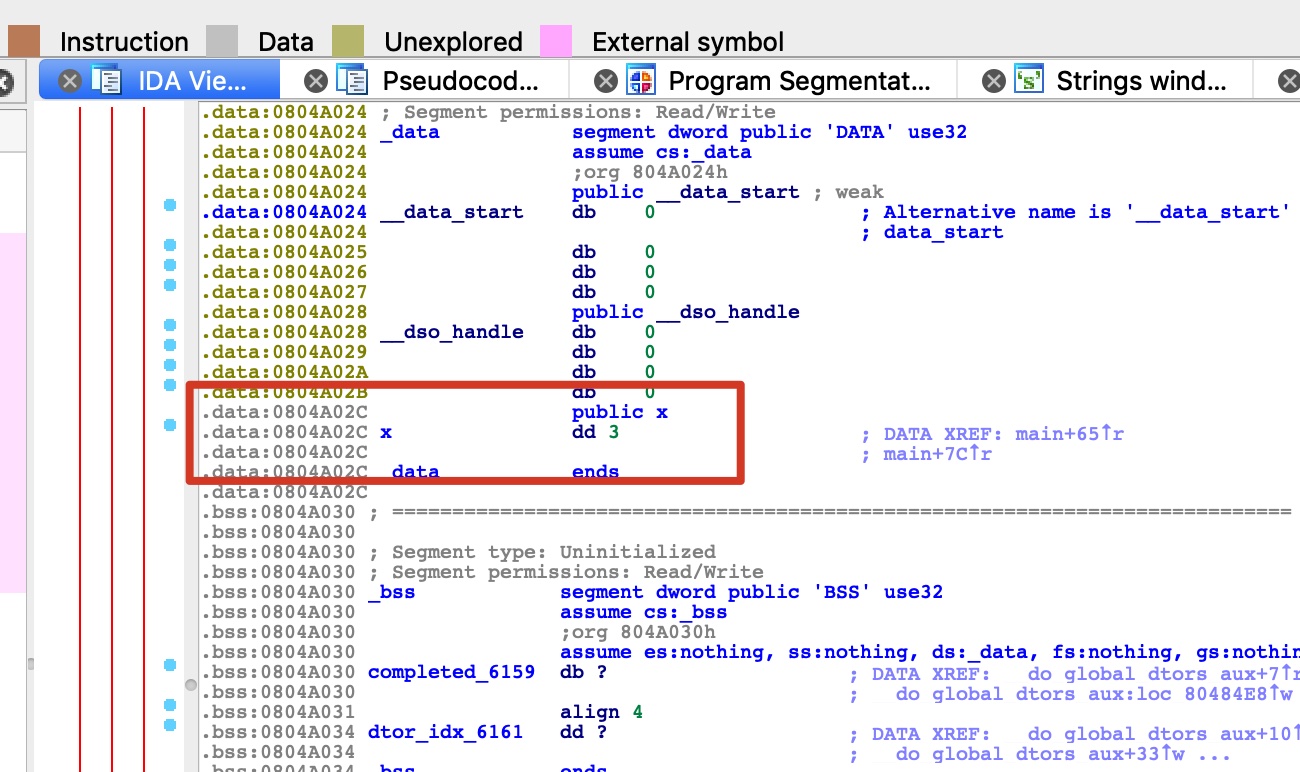 Instruction Data Unexplored External symbol
IDA Vie... Pseudocod... Program Segmentat... 's' Strings wind...
.data:0804A024 ; Segment permissions: Read/Write
.data:0804A024 _data segment dword public 'DATA' use32
.data:0804A024 assume cs:_data
.data:0804A024 ;org 804A024h
.data:0804A024 public __data_start ; weak
.data:0804A024 __data_start db 0 ; Alternative name is '__data_start'
.data:0804A024 ; data_start
.data:0804A025 db 0
.data:0804A026 db 0
.data:0804A027 db 0
.data:0804A028 public __dso_handle
.data:0804A028 __dso_handle db 0
.data:0804A029 db 0
.data:0804A02A db 0
.data:0804A02B db 0
.data:0804A02C public x
.data:0804A02C x dd 3 ; DATA XREF: main+65↑r
.data:0804A02C ; main+7C↑r
.data:0804A02C _data ends
.data:0804A02C
.bss:0804A030 ; ===========================================================================
.bss:0804A030
.bss:0804A030 ; Segment type: Uninitialized
.bss:0804A030 ; Segment permissions: Read/Write
.bss:0804A030 _bss segment dword public 'BSS' use32
.bss:0804A030 assume cs:_bss
.bss:0804A030 ;org 804A030h
.bss:0804A030 assume es:nothing, ss:nothing, ds:_data, fs:nothing, gs:nothin
.bss:0804A030 completed_6159 db ? ; DATA XREF: __do_global_dtors_aux+7↑r
.bss:0804A030 ; __do_global_dtors_aux:loc_80484E8↑w
.bss:0804A031 align 4
.bss:0804A034 dtor_idx_6161 dd ? ; DATA XREF: __do_global_dtors_aux+10↑
.bss:0804A034 ; __do_global_dtors_aux+33↑w ...
.bss:0804A034 _bss ends